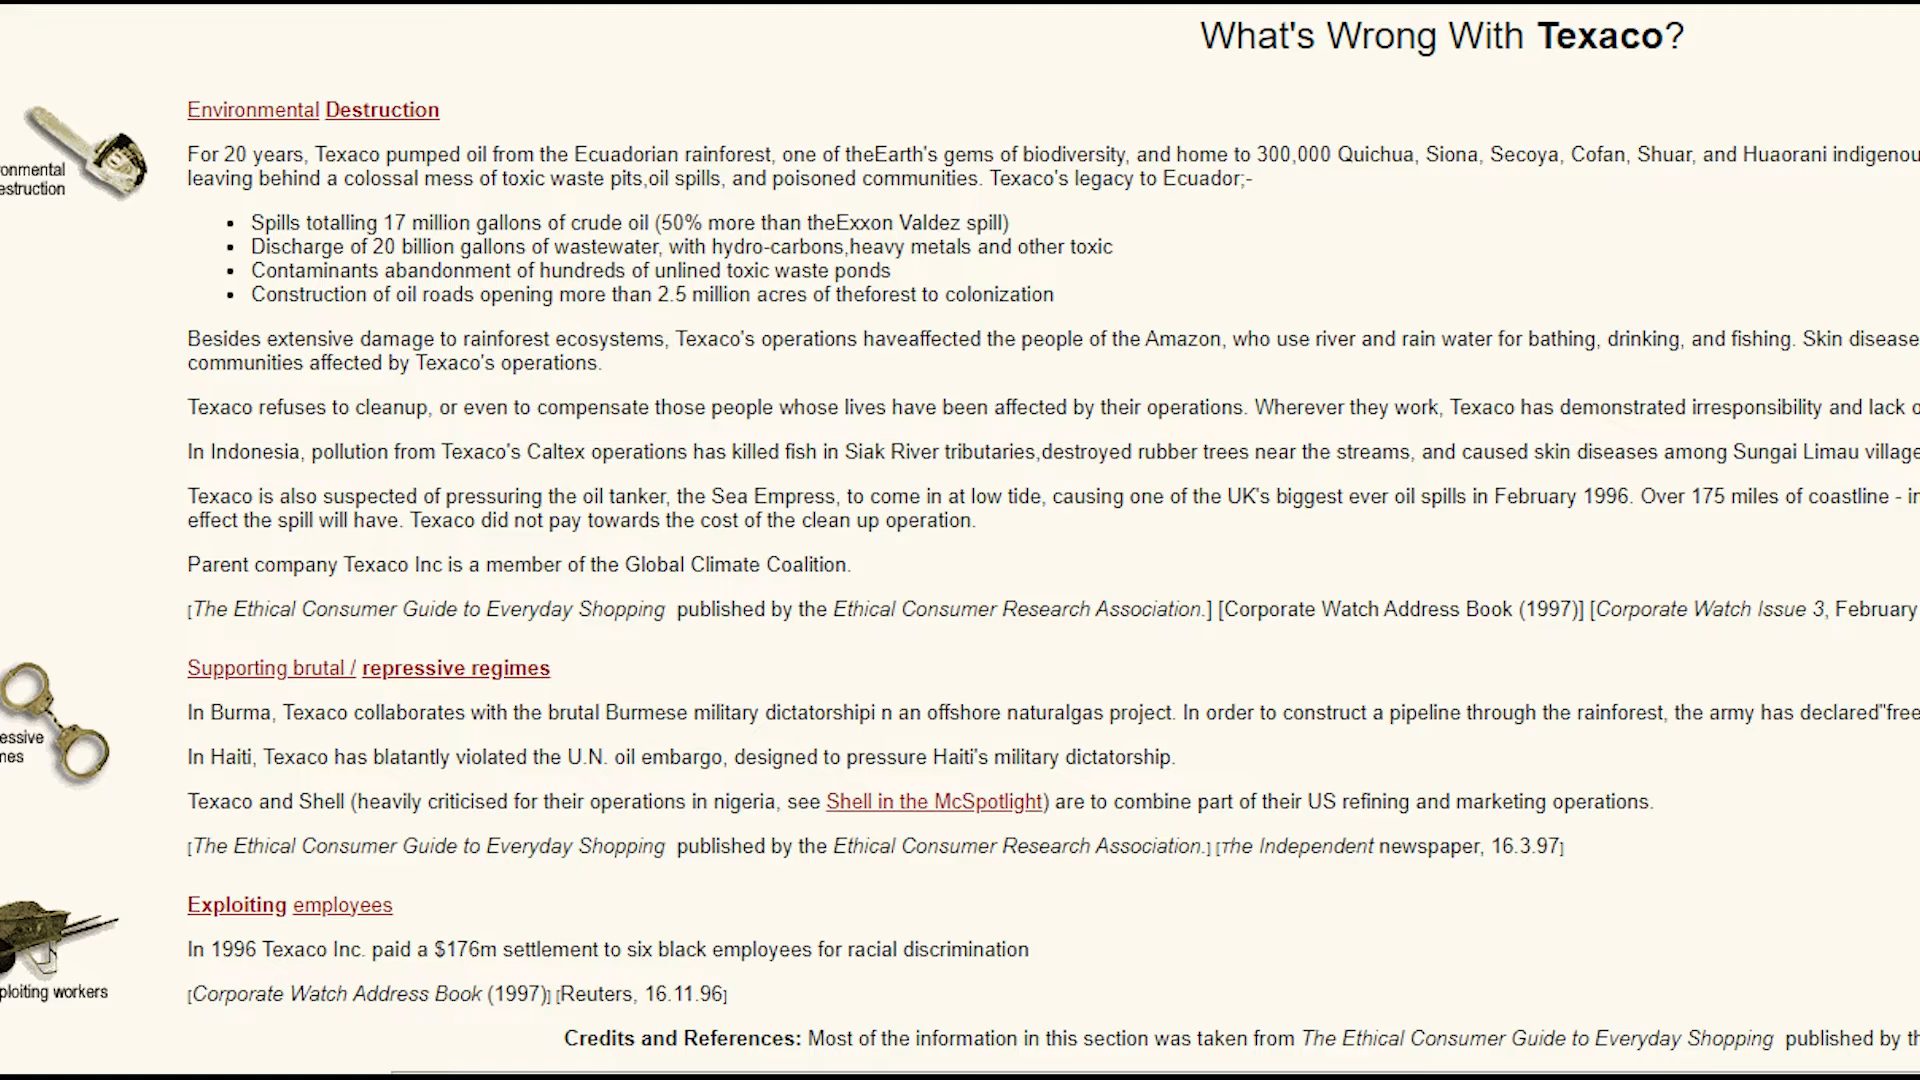 What's Wrong With Texaco?
Environmental Destruction
ronmental
estruction
For 20 years, Texaco pumped oil from the Ecuadorian rainforest, one of theEarth's gems of biodiversity, and home to 300,000 Quichua, Siona, Secoya, Cofan, Shuar, and Huaorani indigenou
leaving behind a colossal mess of toxic waste pits,oil spills, and poisoned communities. Texaco's legacy to Ecuador;-
• Spills totalling 17 million gallons of crude oil (50% more than theExxon Valdez spill)
• Discharge of 20 billion gallons of wastewater, with hydro-carbons,heavy metals and other toxic
• Contaminants abandonment of hundreds of unlined toxic waste ponds
• Construction of oil roads opening more than 2.5 million acres of theforest to colonization
Besides extensive damage to rainforest ecosystems, Texaco's operations haveaffected the people of the Amazon, who use river and rain water for bathing, drinking, and fishing. Skin disease
communities affected by Texaco's operations.
Texaco refuses to cleanup, or even to compensate those people whose lives have been affected by their operations. Wherever they work, Texaco has demonstrated irresponsibility and lack o
In Indonesia, pollution from Texaco's Caltex operations has killed fish in Siak River tributaries,destroyed rubber trees near the streams, and caused skin diseases among Sungai Limau village
Texaco is also suspected of pressuring the oil tanker, the Sea Empress, to come in at low tide, causing one of the UK's biggest ever oil spills in February 1996. Over 175 miles of coastline - in
effect the spill will have. Texaco did not pay towards the cost of the clean up operation.
Parent company Texaco Inc is a member of the Global Climate Coalition.
[The Ethical Consumer Guide to Everyday Shopping published by the Ethical Consumer Research Association.] [Corporate Watch Address Book (1997)] [Corporate Watch Issue 3, February
Supporting brutal / repressive regimes
In Burma, Texaco collaborates with the brutal Burmese military dictatorshipi n an offshore naturalgas project. In order to construct a pipeline through the rainforest, the army has declared"free
essive
mes
In Haiti, Texaco has blatantly violated the U.N. oil embargo, designed to pressure Haiti's military dictatorship.
Texaco and Shell (heavily criticised for their operations in nigeria, see Shell in the McSpotlight) are to combine part of their US refining and marketing operations.
[The Ethical Consumer Guide to Everyday Shopping published by the Ethical Consumer Research Association.] [The Independent newspaper, 16.3.97]
Exploiting employees
In 1996 Texaco Inc. paid a $176m settlement to six black employees for racial discrimination
ploiting workers
[Corporate Watch Address Book (1997)] [Reuters, 16.11.96]
Credits and References: Most of the information in this section was taken from The Ethical Consumer Guide to Everyday Shopping published by th